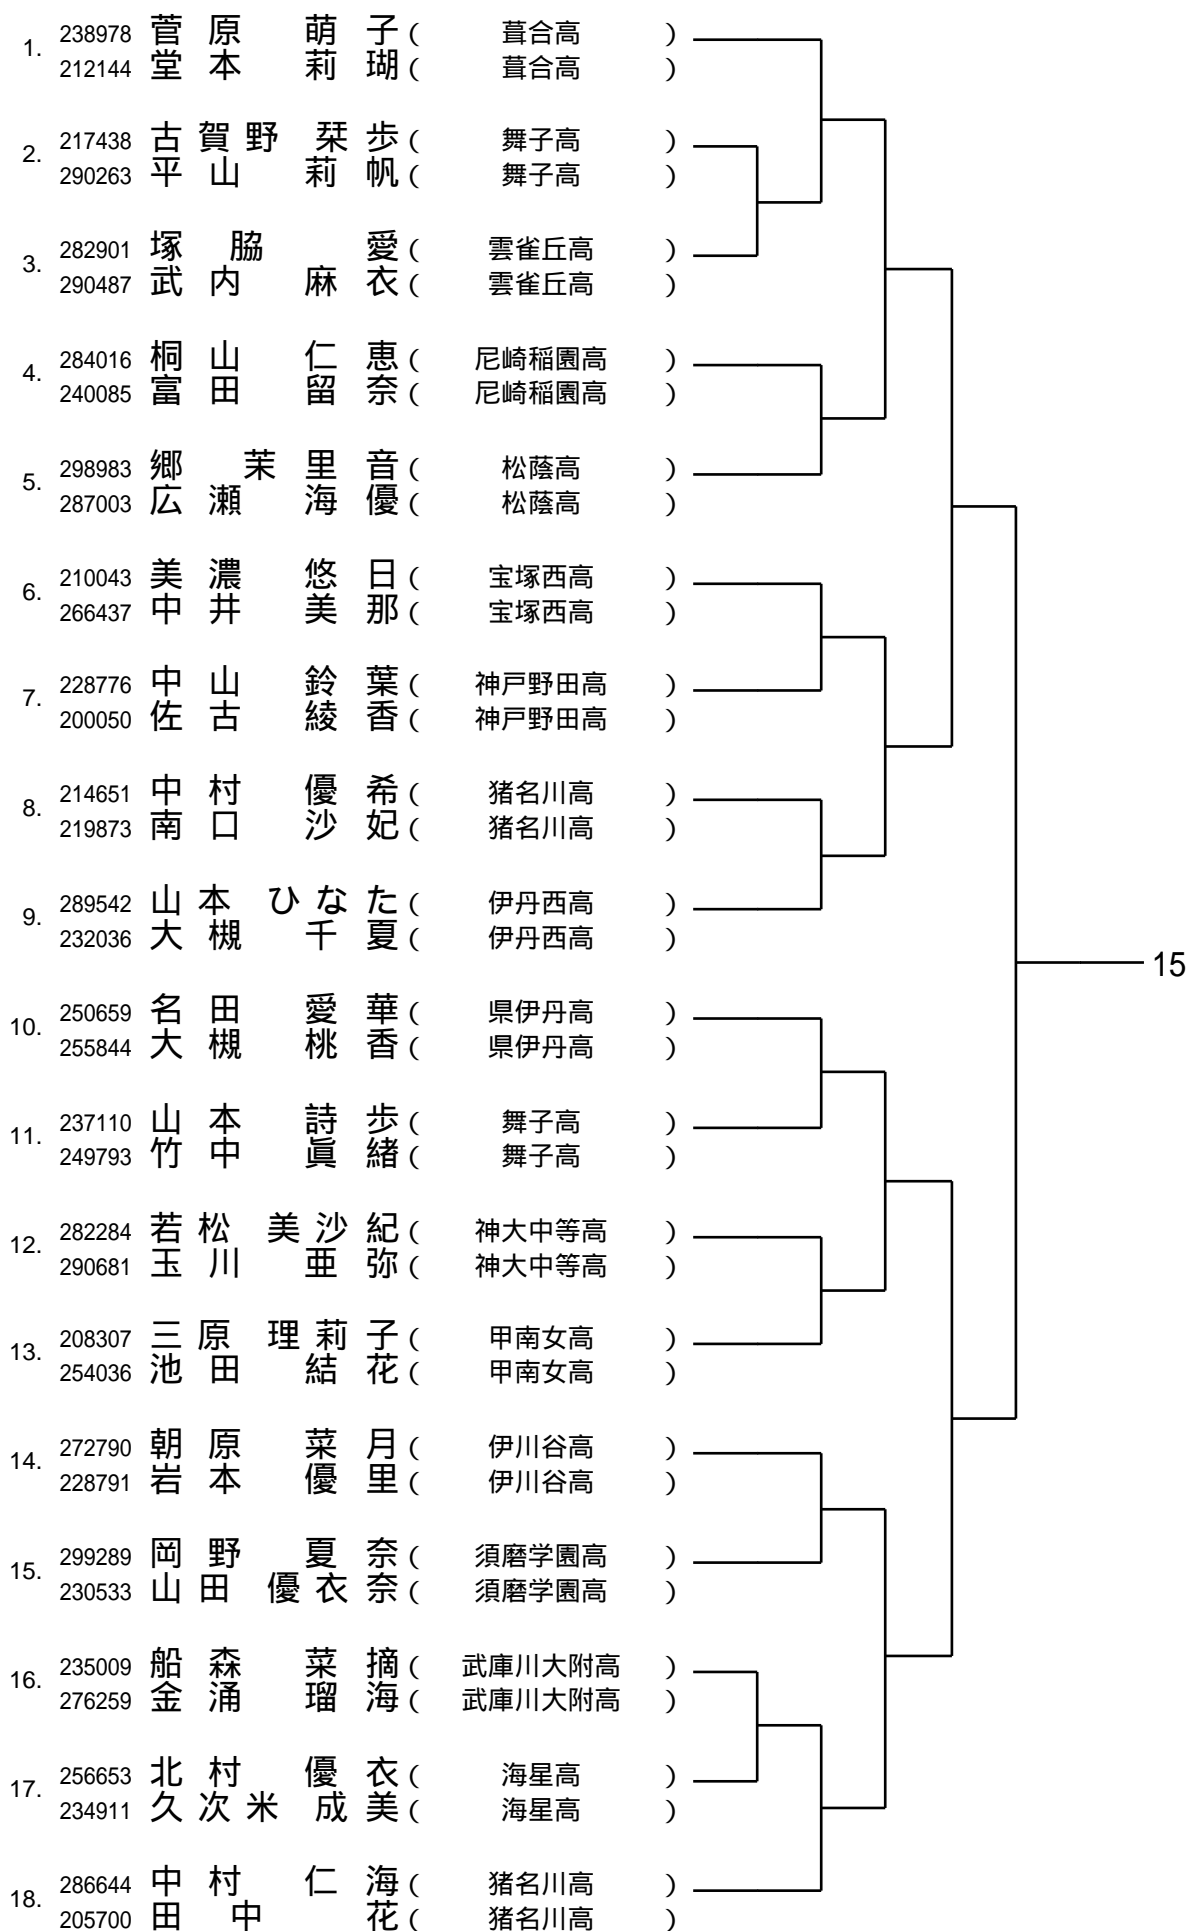 1. 238978 菅原 萌子 ( 葺合高 )
212144 堂本 莉瑚 ( 葺合高 )
2. 217438 古賀野 栞歩 ( 舞子高 )
290263 平山 莉帆 ( 舞子高 )
3. 282901 塚脇 愛 ( 雲雀丘高 )
290487 武内 麻衣 ( 雲雀丘高 )
4. 284016 桐山 仁恵 ( 尼崎稲園高 )
240085 富田 留奈 ( 尼崎稲園高 )
5. 298983 郷 茉里音 ( 松蔭高 )
287003 広瀬 海優 ( 松蔭高 )
6. 210043 美濃 悠日 ( 宝塚西高 )
266437 中井 美那 ( 宝塚西高 )
7. 228776 中山 鈴葉 ( 神戸野田高 )
200050 佐古 綾香 ( 神戸野田高 )
8. 214651 中村 優希 ( 猪名川高 )
219873 南口 沙妃 ( 猪名川高 )
9. 289542 山本 ひなた ( 伊丹西高 )
232036 大槻 千夏 ( 伊丹西高 )
15
10. 250659 名田 愛華 ( 県伊丹高 )
255844 大槻 桃香 ( 県伊丹高 )
11. 237110 山本 詩歩 ( 舞子高 )
249793 竹中 眞緒 ( 舞子高 )
12. 282284 若松 美沙紀 ( 神大中等高 )
290681 玉川 亜弥 ( 神大中等高 )
13. 208307 三原 理莉子 ( 甲南女高 )
254036 池田 結花 ( 甲南女高 )
14. 272790 朝原 菜月 ( 伊川谷高 )
228791 岩本 優里 ( 伊川谷高 )
15. 299289 岡野 夏奈 ( 須磨学園高 )
230533 山田 優衣奈 ( 須磨学園高 )
16. 235009 船森 菜摘 ( 武庫川大附高 )
276259 金涌 瑠海 ( 武庫川大附高 )
17. 256653 北村 優衣 ( 海星高 )
234911 久次米 成美 ( 海星高 )
18. 286644 中村 仁海 ( 猪名川高 )
205700 田中 花 ( 猪名川高 )